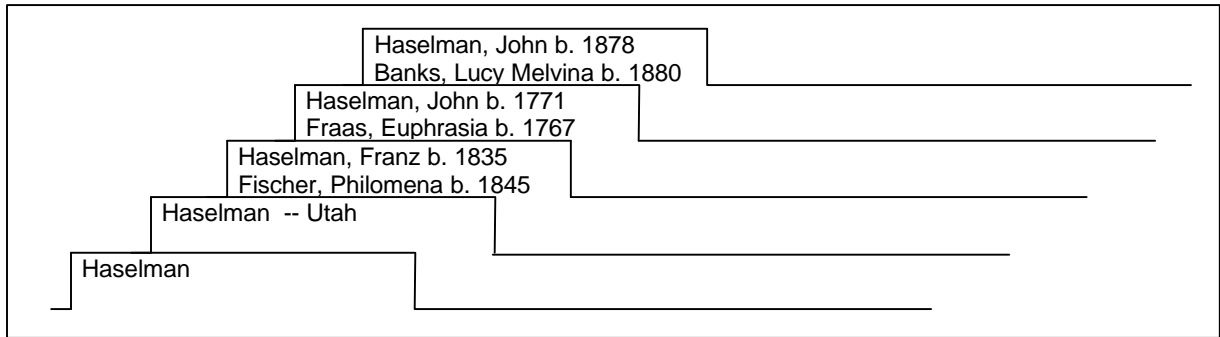 Haselman, John b. 1878
Banks, Lucy Melvina b. 1880
Haselman, John b. 1771
Fraas, Euphrasia b. 1767
Haselman, Franz b. 1835
Fischer, Philomena b. 1845
Haselman -- Utah
Haselman